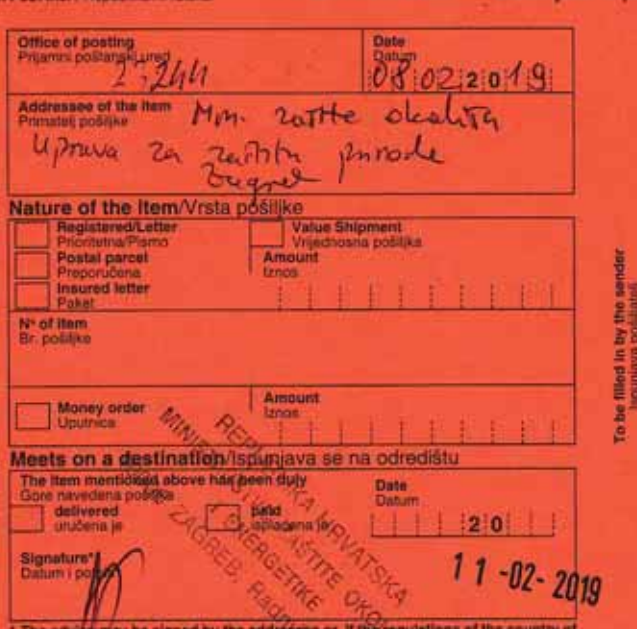 Office of posting
Prijamni poštanski ured
23244
Date
Datum
08 02 2019
Addressee of the item
Primatelj pošiljke
Min. zaštite okoliša
Uprava za zaštitu prirode
Zagreb
Nature of the Item/Vrsta pošiljke
Registered/Letter
Prioritetna/Pismo
Value Shipment
Vrijednosna pošiljka
Postal parcel
Preporučena
Amount
Iznos
Insured letter
Paket
Nº of item
Br. pošiljke
Money order
Uputnica
Amount
Iznos
Meets on a destination/Ispunjava se na odredištu
The item mentioned above has been duly
Gore navedena pošiljka
delivered
uručena je
paid
isplaćena je
Date
Datum
20
Signature*
REPUBLIKA HRVATSKA
ZAŠTITE
ENERGETIKE
ZAGREB,
11-02-2019
To be filled in by the sender